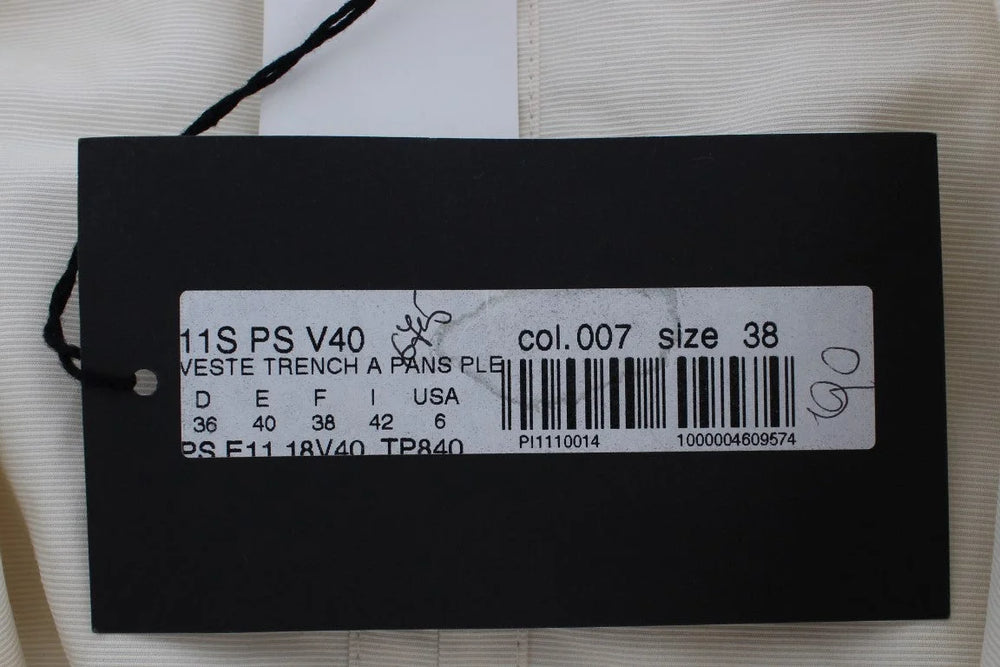 11S PS V40
col.007 size 38
VESTE TRENCH A PANS PLE
D E F I USA
36 40 38 42 6
PS E11 18V40 TP840
PI1110014 1000004609574